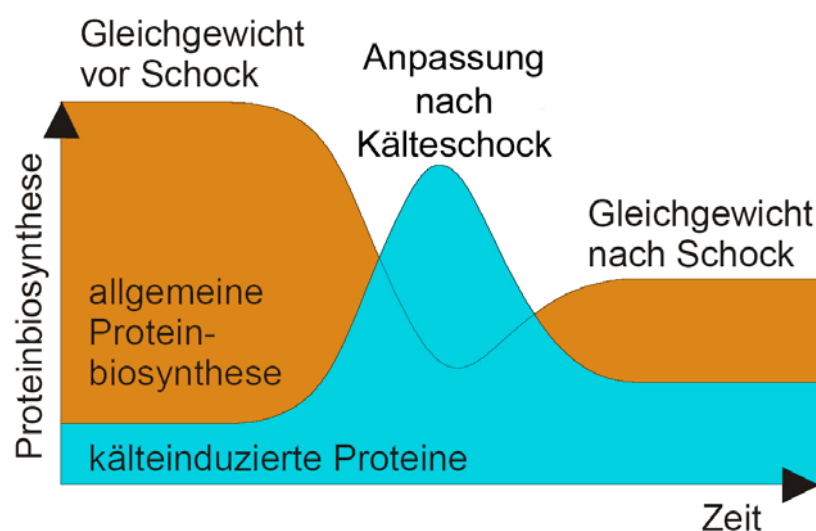 Gleichgewicht
vor Schock
Anpassung
nach
Kälteschock
Gleichgewicht
nach Schock
allgemeine
Protein-
biosynthese
kälteinduzierte Proteine
Proteinbiosynthese
Zeit